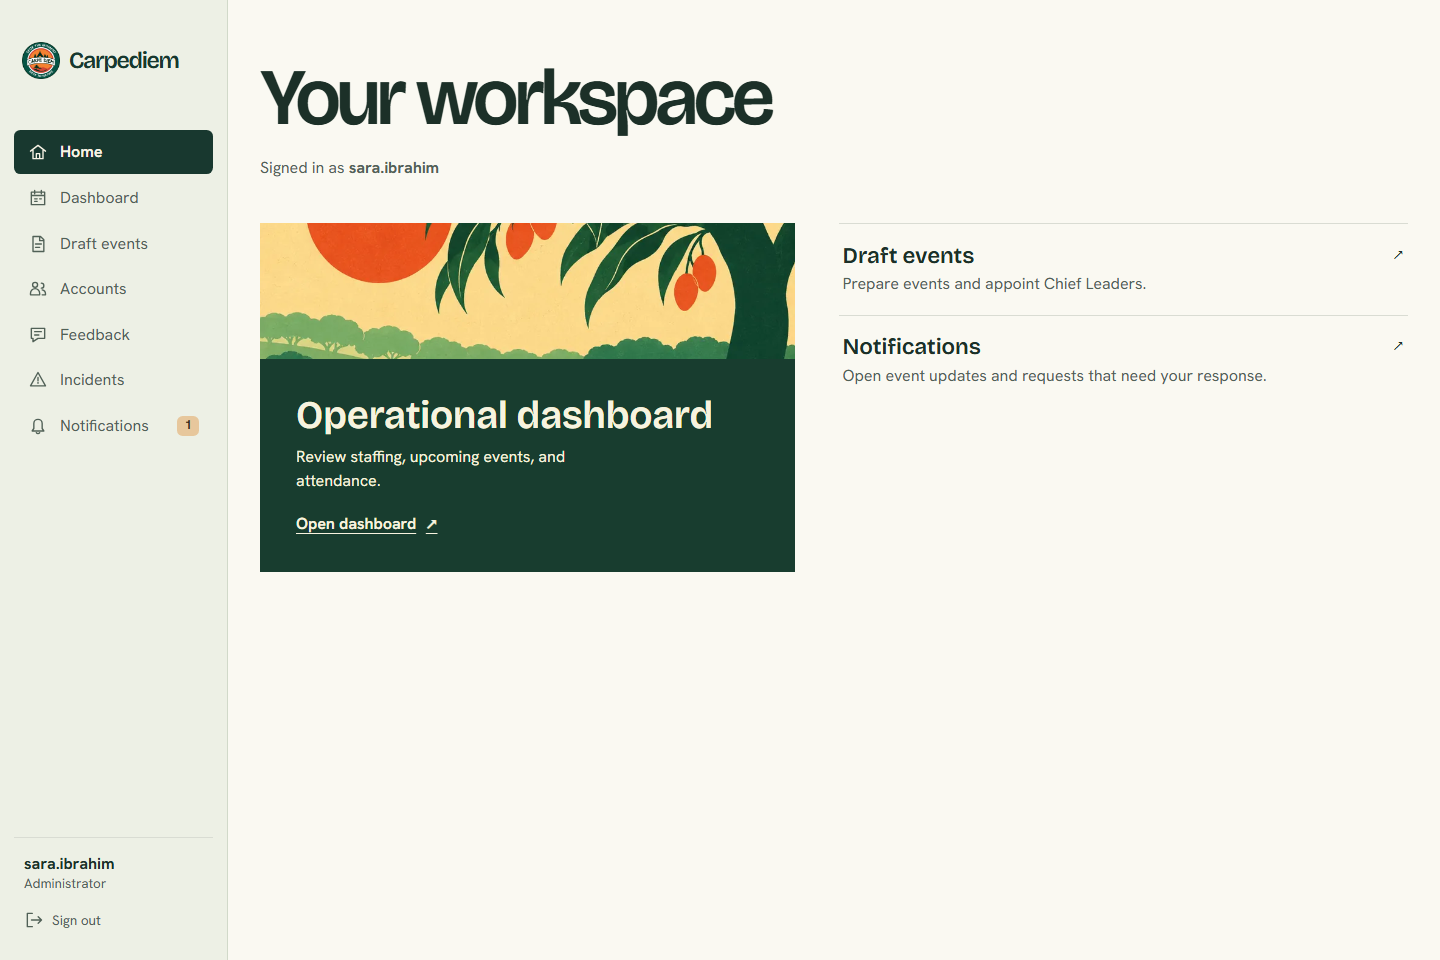 Carpediem
Home
Dashboard
Draft events
Accounts
Feedback
Incidents
Notifications 1
sara.ibrahim
Administrator
Sign out
Your workspace
Signed in as sara.ibrahim
Operational dashboard
Review staffing, upcoming events, and
attendance.
Open dashboard ↗
Draft events ↗
Prepare events and appoint Chief Leaders.
Notifications ↗
Open event updates and requests that need your response.